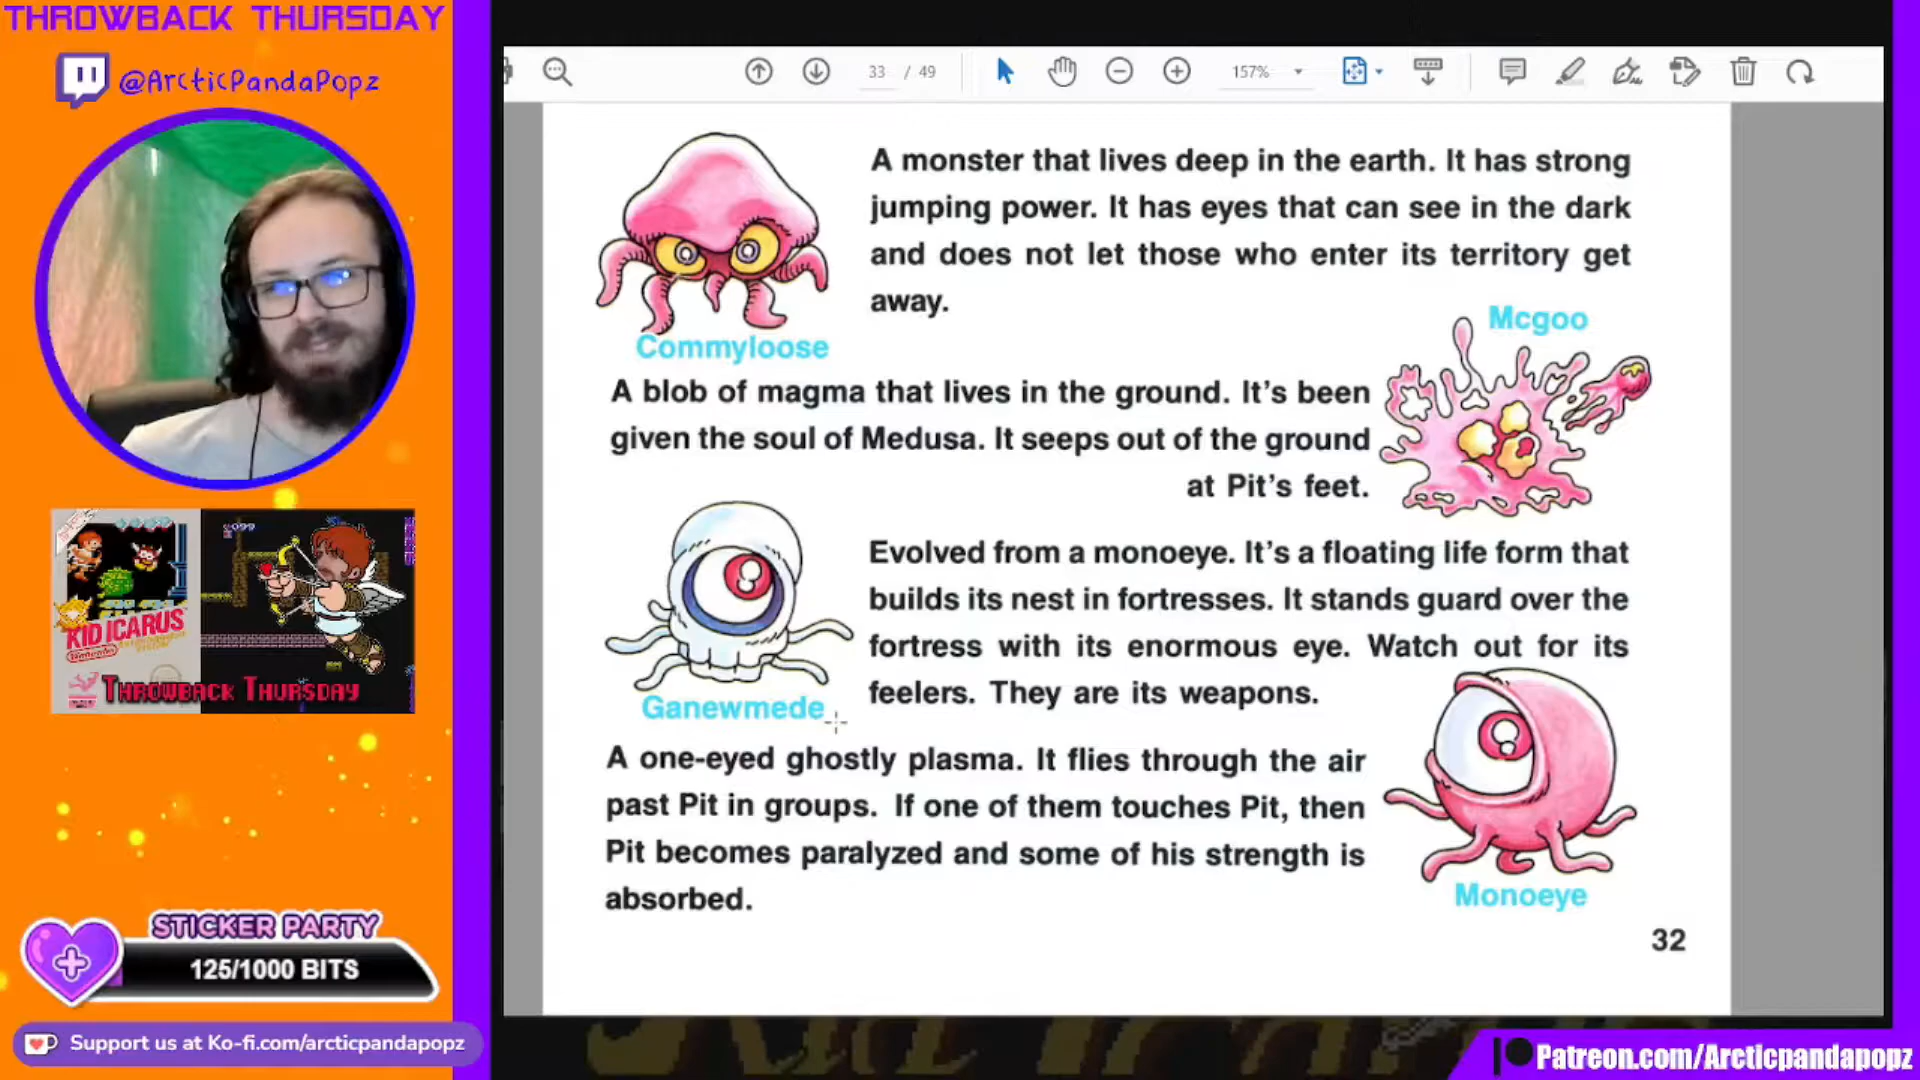 THROWBACK THURSDAY
@ArcticPandaPopz
KID ICARUS
Nintendo
THROWBACK THURSDAY
STICKER PARTY
125/1000 BITS
Support us at Ko-fi.com/arcticpandapopz
33 / 49
157%
A monster that lives deep in the earth. It has strong
jumping power. It has eyes that can see in the dark
and does not let those who enter its territory get
away.
Commyloose
Mcgoo
A blob of magma that lives in the ground. It's been
given the soul of Medusa. It seeps out of the ground
at Pit's feet.
Evolved from a monoeye. It's a floating life form that
builds its nest in fortresses. It stands guard over the
fortress with its enormous eye. Watch out for its
feelers. They are its weapons.
Ganewmede
A one-eyed ghostly plasma. It flies through the air
past Pit in groups. If one of them touches Pit, then
Pit becomes paralyzed and some of his strength is
absorbed.
Monoeye
32
Patreon.com/Arcticpandapopz